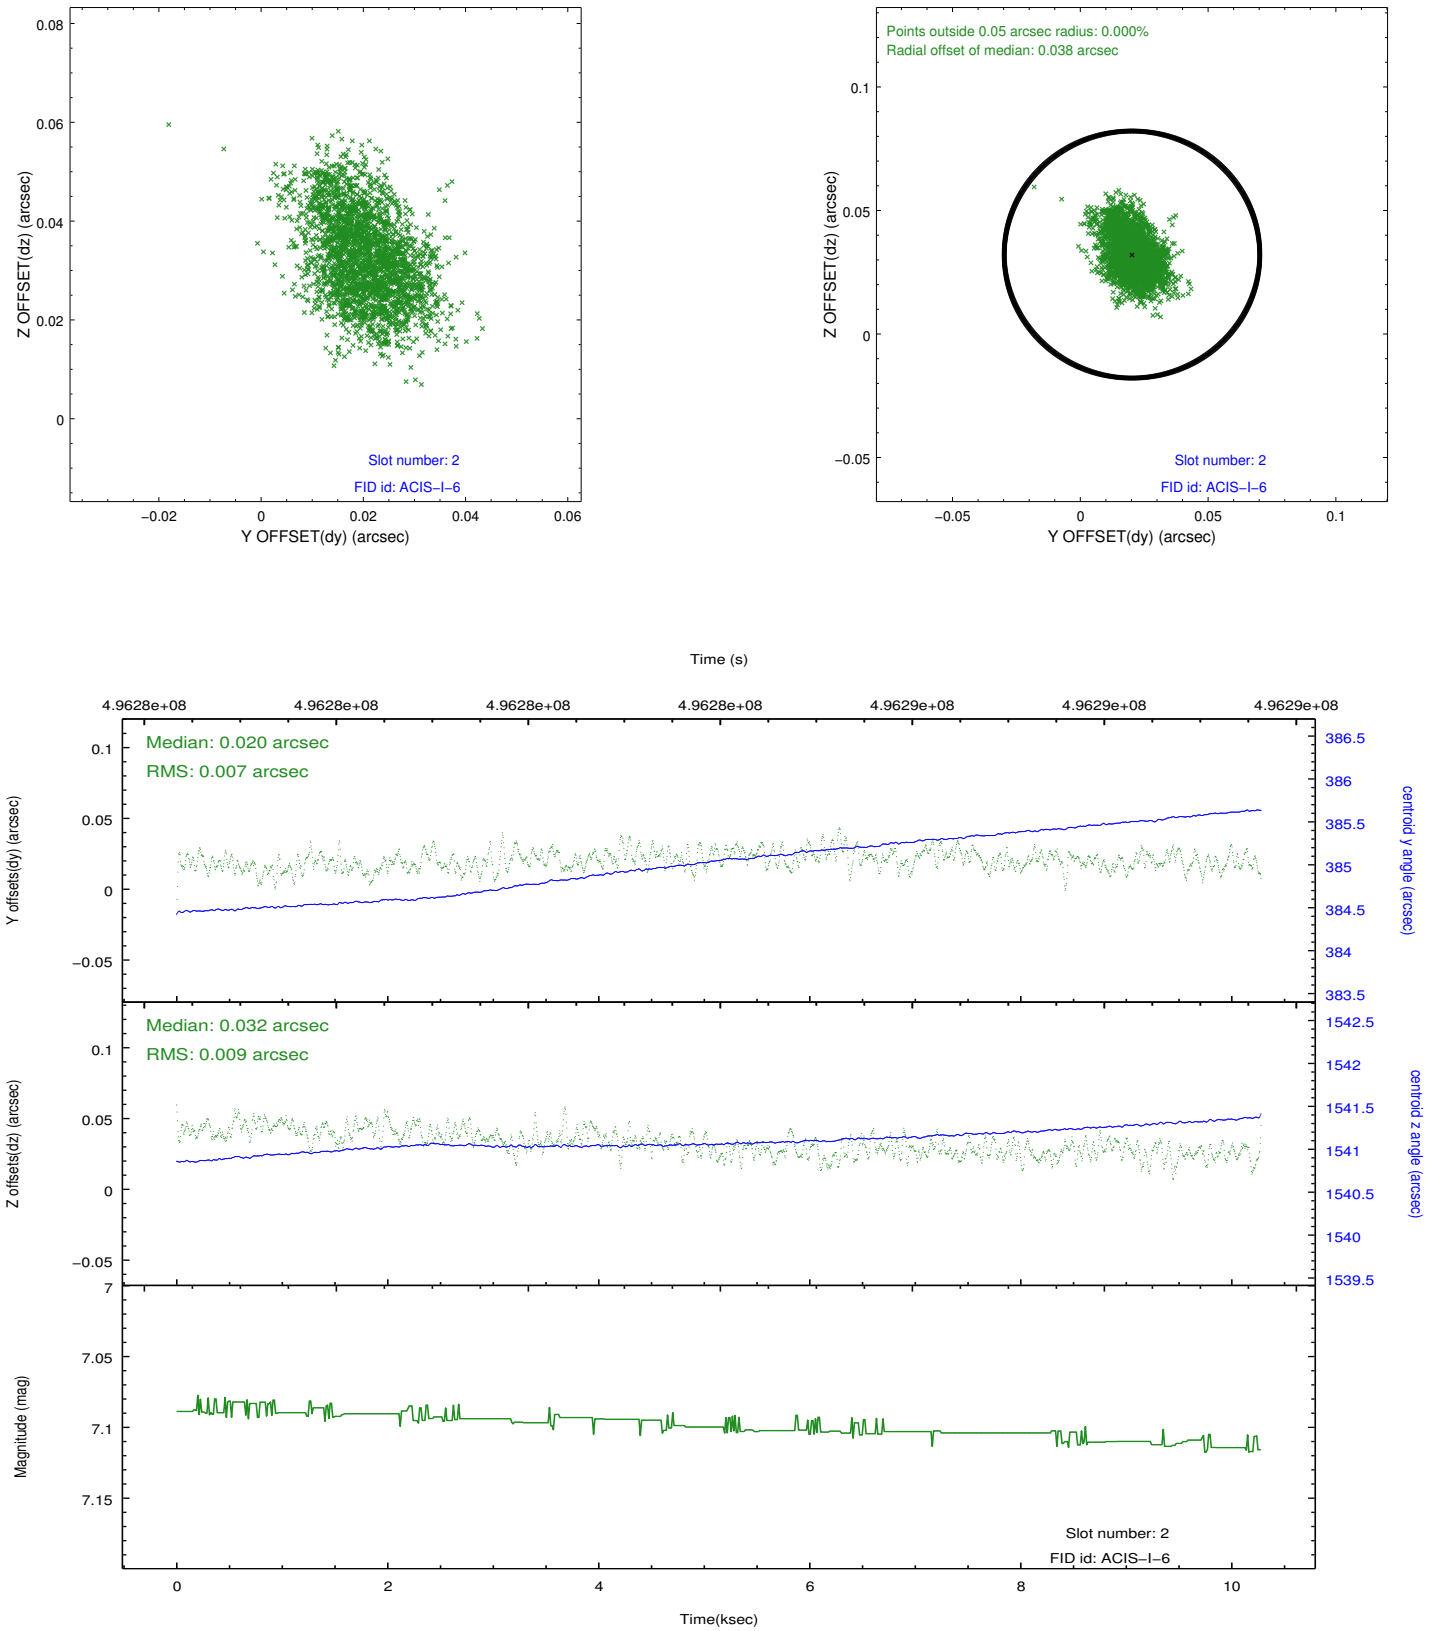 0.08
0.06
0.04
0.02
0
Z OFFSET(dz) (arcsec)
Slot number: 2
FID id: ACIS−I−6
−0.02 0 0.02 0.04 0.06
Y OFFSET(dy) (arcsec)
Points outside 0.05 arcsec radius: 0.000%
Radial offset of median: 0.038 arcsec
0.1
0.05
0
−0.05
Z OFFSET(dz) (arcsec)
Slot number: 2
FID id: ACIS−I−6
−0.05 0 0.05 0.1
Y OFFSET(dy) (arcsec)
Time (s)
4.9628e+08 4.9628e+08 4.9628e+08 4.9628e+08 4.9629e+08 4.9629e+08 4.9629e+08
Median: 0.020 arcsec
RMS: 0.007 arcsec
0.1
0.05
0
−0.05
Y offsets(dy) (arcsec)
386.5
386
385.5
385
384.5
384
383.5
centroid y angle (arcsec)
Median: 0.032 arcsec
RMS: 0.009 arcsec
0.1
0.05
0
−0.05
Z offsets(dz) (arcsec)
1542.5
1542
1541.5
1541
1540.5
1540
1539.5
centroid z angle (arcsec)
7
7.05
7.1
7.15
Magnitude (mag)
Slot number: 2
FID id: ACIS−I−6
0 2 4 6 8 10
Time(ksec)